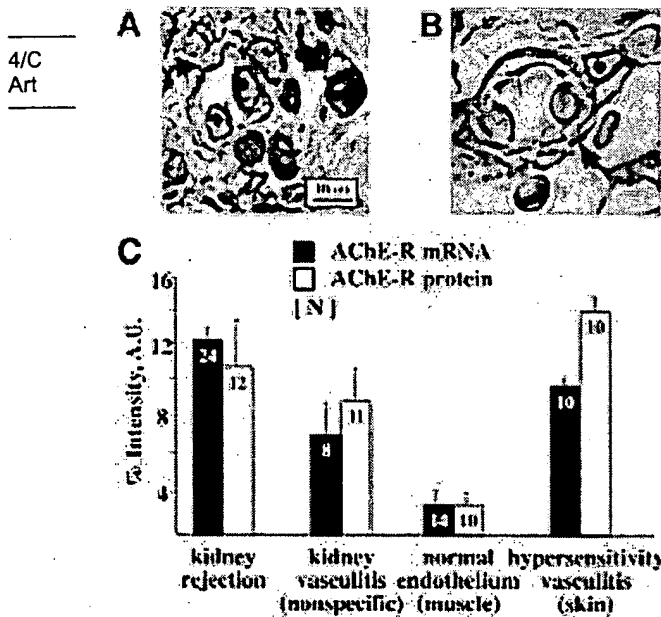 A
B
4/C
Art
C
AChE-R mRNA
AChE-R protein
[N]
16
12
8
4
% Intensity, A.U.
24
12
8
11
14
10
10
10
kidney rejection
kidney vasculitis (nonspecific)
normal endothelium (muscle)
hypersensitivity vasculitis (skin)